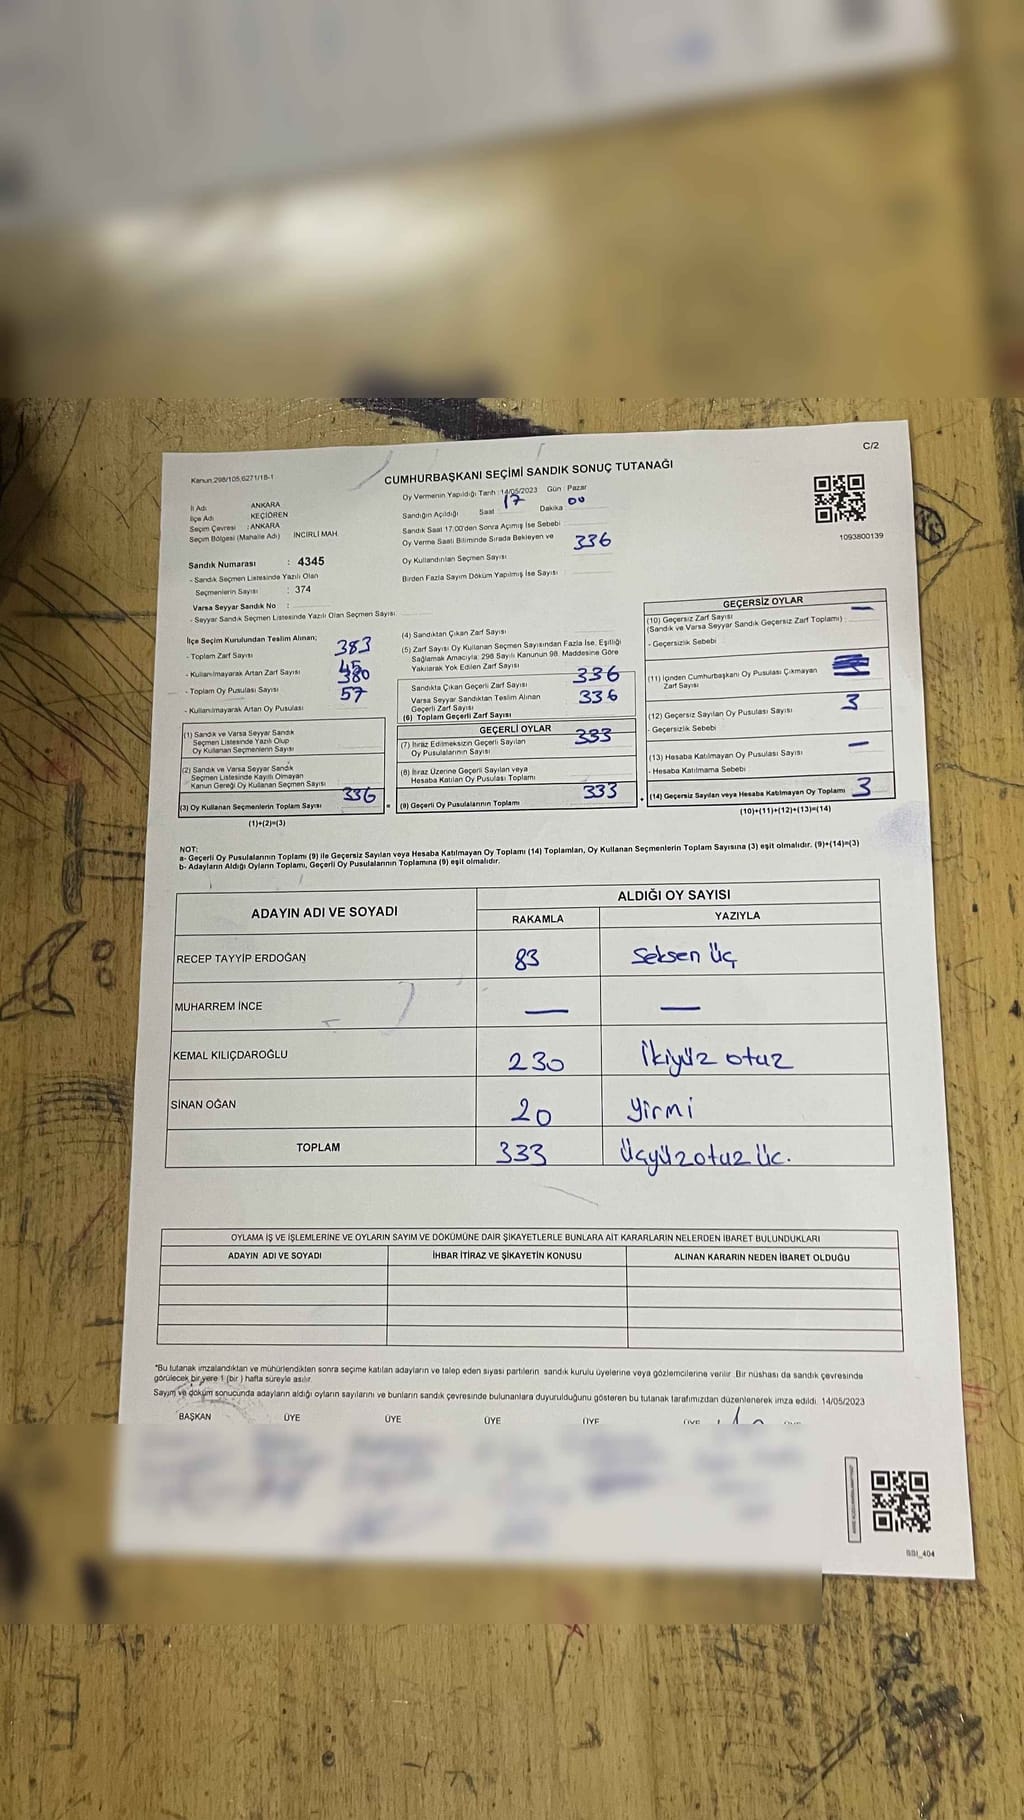 C/2
Kanun:298/105,6271/18-1
CUMHURBAŞKANI SEÇİMİ SANDIK SONUÇ TUTANAĞI
İl Adı ANKARA
İlçe Adı KEÇİÖREN
Seçim Çevresi : ANKARA
Seçim Bölgesi (Mahalle Adı) İNCİRLİ MAH.
Sandık Numarası : 4345
- Sandık Seçmen Listesinde Yazılı Olan
Seçmenlerin Sayısı : 374
Varsa Seyyar Sandık No :
- Seyyar Sandık Seçmen Listesinde Yazılı Olan Seçmen Sayısı
Oy Vermenin Yapıldığı Tarih : 14/05/2023 Gün : Pazar
Sandığın Açıldığı Saat 17 Dakika 00
Sandık Saat 17:00'den Sonra Açılmış İse Sebebi
Oy Verme Saati Bitiminde Sırada Bekleyen ve
Oy Kullandırılan Seçmen Sayısı 336
Birden Fazla Sayım Döküm Yapılmış İse Sayısı :
1093800139
İlçe Seçim Kurulundan Teslim Alınan;
- Toplam Zarf Sayısı 383
- Kullanılmayarak Artan Zarf Sayısı 45
- Toplam Oy Pusulası Sayısı 380
- Kullanılmayarak Artan Oy Pusulası 57
(1) Sandık ve Varsa Seyyar Sandık
Seçmen Listesinde Yazılı Olup
Oy Kullanan Seçmenlerin Sayısı
(2) Sandık ve Varsa Seyyar Sandık
Seçmen Listesinde Kayıtlı Olmayan
Kanun Gereği Oy Kullanan Seçmen Sayısı
(3) Oy Kullanan Seçmenlerin Toplam Sayısı 336
(1)+(2)=(3)
(4) Sandıktan Çıkan Zarf Sayısı
(5) Zarf Sayısı Oy Kullanan Seçmen Sayısından Fazla İse, Eşitliği
Sağlamak Amacıyla, 298 Sayılı Kanunun 98. Maddesine Göre
Yakılarak Yok Edilen Zarf Sayısı
Sandıkta Çıkan Geçerli Zarf Sayısı 336
Varsa Seyyar Sandıktan Teslim Alınan
Geçerli Zarf Sayısı 336
(6) Toplam Geçerli Zarf Sayısı
GEÇERLİ OYLAR
(7) İtiraz Edilmeksizin Geçerli Sayılan
Oy Pusulalarının Sayısı 333
(8) İtiraz Üzerine Geçerli Sayılan veya
Hesaba Katılan Oy Pusulası Toplamı
(9) Geçerli Oy Pusulalarının Toplamı 333
GEÇERSİZ OYLAR
(10) Geçersiz Zarf Sayısı —
(Sandık ve Varsa Seyyar Sandık Geçersiz Zarf Toplamı) :
- Geçersizlik Sebebi
(11) İçinden Cumhurbaşkanı Oy Pusulası Çıkmayan
Zarf Sayısı
(12) Geçersiz Sayılan Oy Pusulası Sayısı 3
- Geçersizlik Sebebi
(13) Hesaba Katılmayan Oy Pusulası Sayısı —
- Hesaba Katılmama Sebebi
(14) Geçersiz Sayılan veya Hesaba Katılmayan Oy Toplamı 3
(10)+(11)+(12)+(13)=(14)
NOT:
a- Geçerli Oy Pusulalarının Toplamı (9) ile Geçersiz Sayılan veya Hesaba Katılmayan Oy Toplamı (14) Toplamları, Oy Kullanan Seçmenlerin Toplam Sayısına (3) eşit olmalıdır. (9)+(14)=(3)
b- Adayların Aldığı Oyların Toplamı, Geçerli Oy Pusulalarının Toplamına (9) eşit olmalıdır.
ADAYIN ADI VE SOYADI ALDIĞI OY SAYISI
RAKAMLA YAZIYLA
RECEP TAYYİP ERDOĞAN 83 Seksen Üç
MUHARREM İNCE — —
KEMAL KILIÇDAROĞLU 230 İkiyüz otuz
SİNAN OĞAN 20 Yirmi
TOPLAM 333 Üçyüzotuz Üç.
OYLAMA İŞ VE İŞLEMLERİNE VE OYLARIN SAYIM VE DÖKÜMÜNE DAİR ŞİKAYETLERLE BUNLARA AİT KARARLARIN NELERDEN İBARET BULUNDUKLARI
ADAYIN ADI VE SOYADI İHBAR İTİRAZ VE ŞİKAYETİN KONUSU ALINAN KARARIN NEDEN İBARET OLDUĞU
*Bu tutanak imzalandıktan ve mühürlendikten sonra seçime katılan adayların ve talep eden siyasi partilerin sandık kurulu üyelerine veya gözlemcilerine verilir. Bir nüshası da sandık çevresinde
görülecek bir yere 1 (bir) hafta süreyle asılır.
Sayım ve döküm sonucunda adayların aldığı oyların sayılarını ve bunların sandık çevresinde bulunanlara duyurulduğunu gösteren bu tutanak tarafımızdan düzenlenerek imza edildi. 14/05/2023
BAŞKAN ÜYE ÜYE ÜYE ÜYE ÜYE
SSI_404